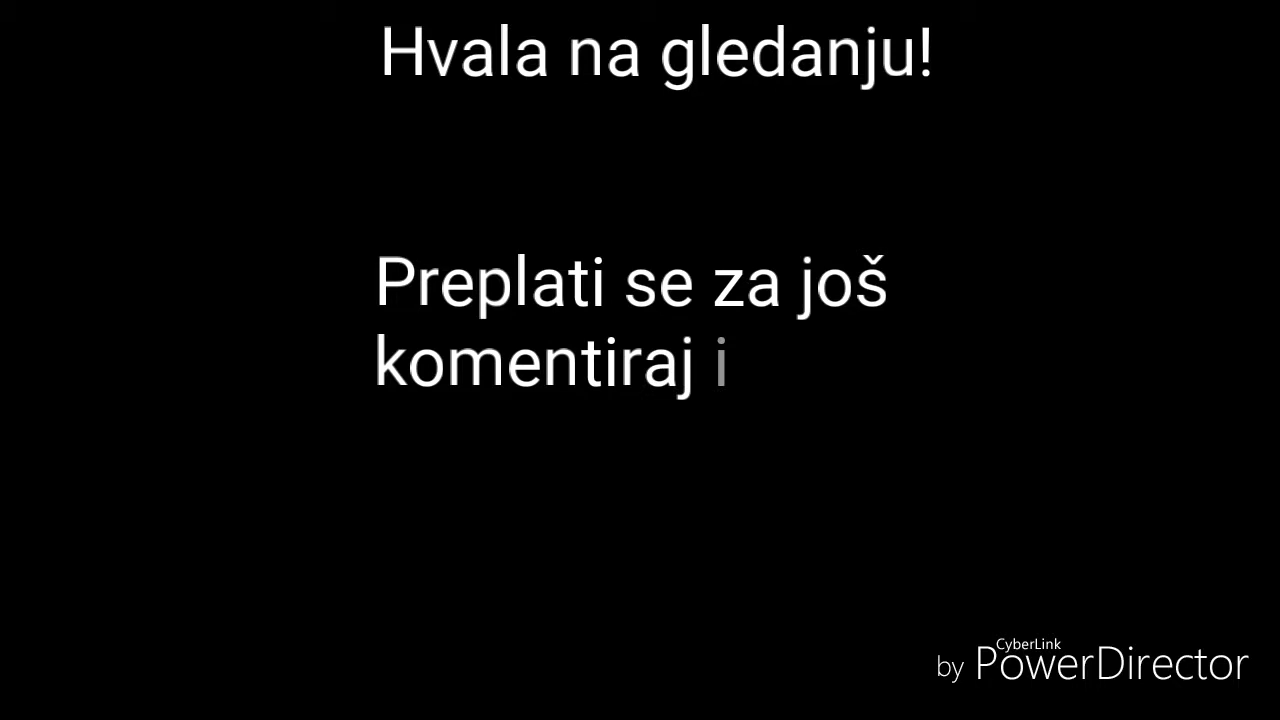 Hvala na gledanju!
Preplati se za još
komentiraj i
CyberLink
by PowerDirector